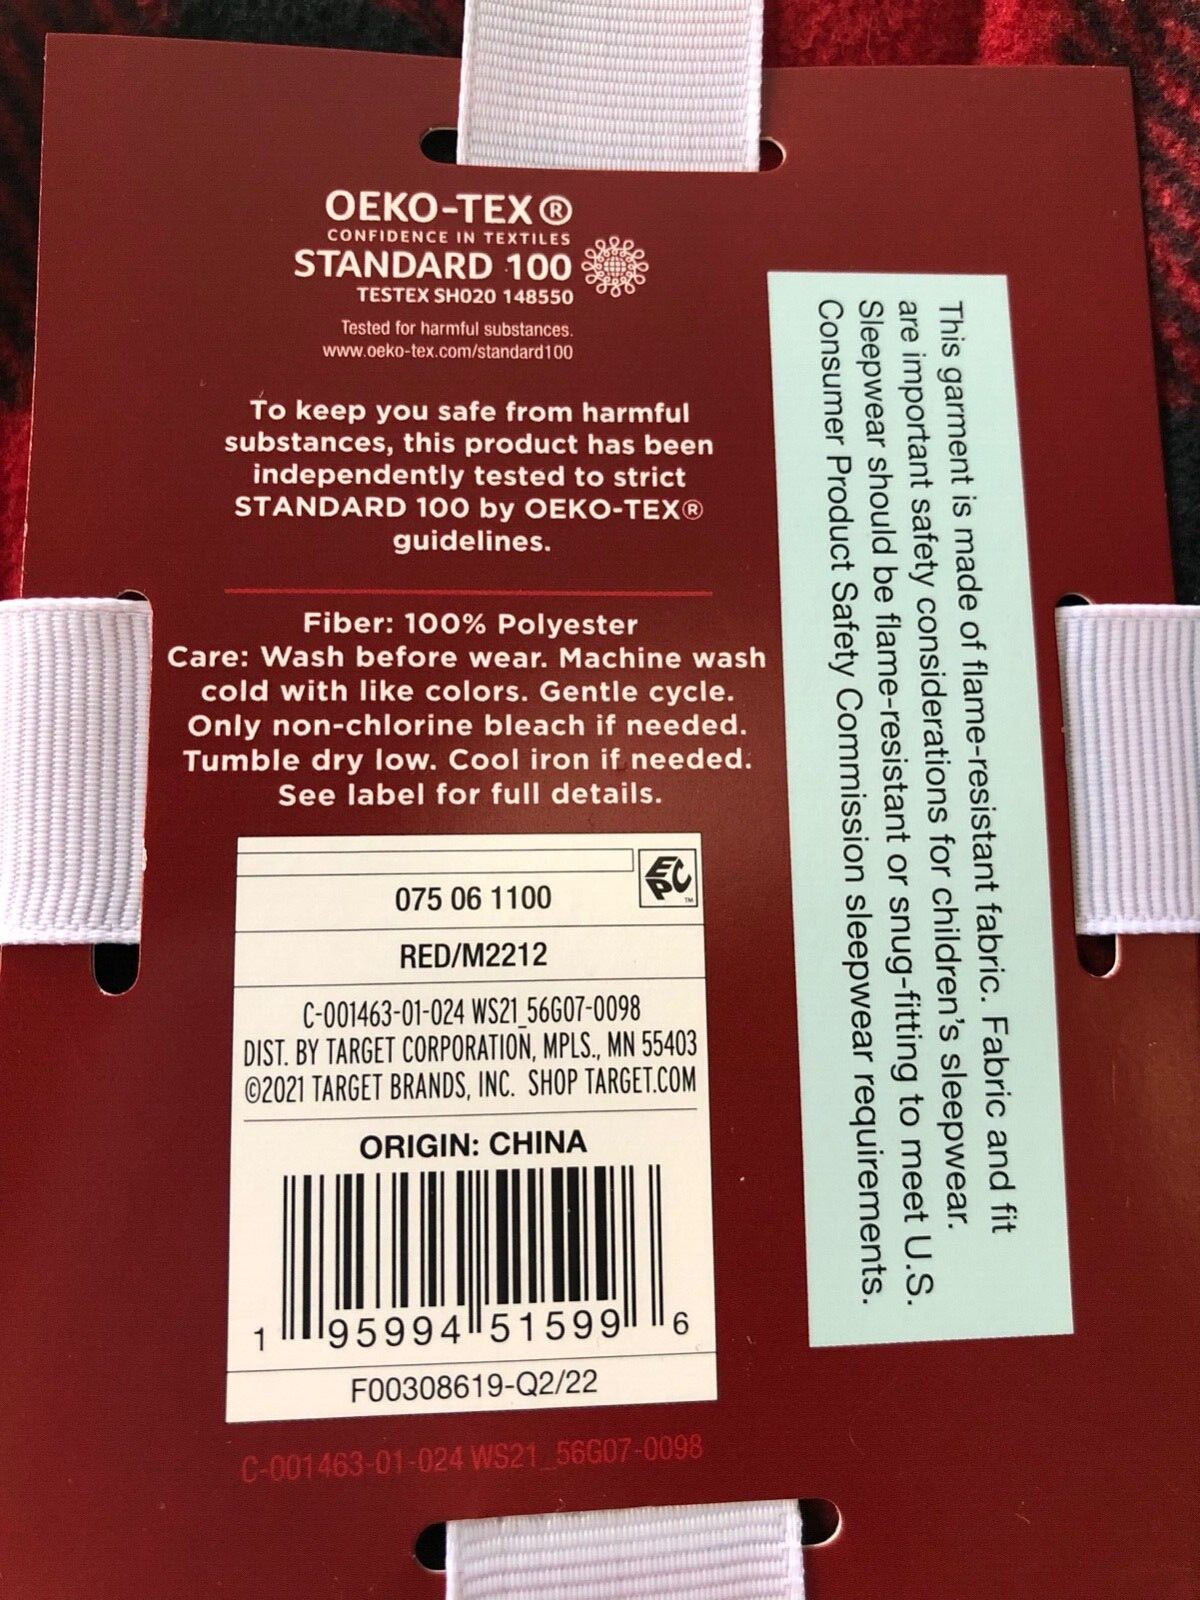 OEKO-TEX®
CONFIDENCE IN TEXTILES
STANDARD 100
TESTEX SH020 148550
Tested for harmful substances.
www.oeko-tex.com/standard100
To keep you safe from harmful
substances, this product has been
independently tested to strict
STANDARD 100 by OEKO-TEX®
guidelines.
Fiber: 100% Polyester
Care: Wash before wear. Machine wash
cold with like colors. Gentle cycle.
Only non-chlorine bleach if needed.
Tumble dry low. Cool iron if needed.
See label for full details.
EPC™
075 06 1100
RED/M2212
C-001463-01-024 WS21_56G07-0098
DIST. BY TARGET CORPORATION, MPLS., MN 55403
©2021 TARGET BRANDS, INC. SHOP TARGET.COM
ORIGIN: CHINA
1 95994 51599 6
F00308619-Q2/22
C-001463-01-024 WS21_56G07-0098
This garment is made of flame-resistant fabric. Fabric and fit
are important safety considerations for children's sleepwear.
Sleepwear should be flame-resistant or snug-fitting to meet U.S.
Consumer Product Safety Commission sleepwear requirements.